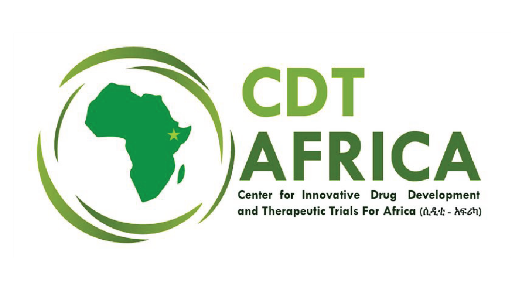 CDT
AFRICA
Center for Innovative Drug Development
and Therapeutic Trials For Africa (ሲዲቲ - አፍሪካ)